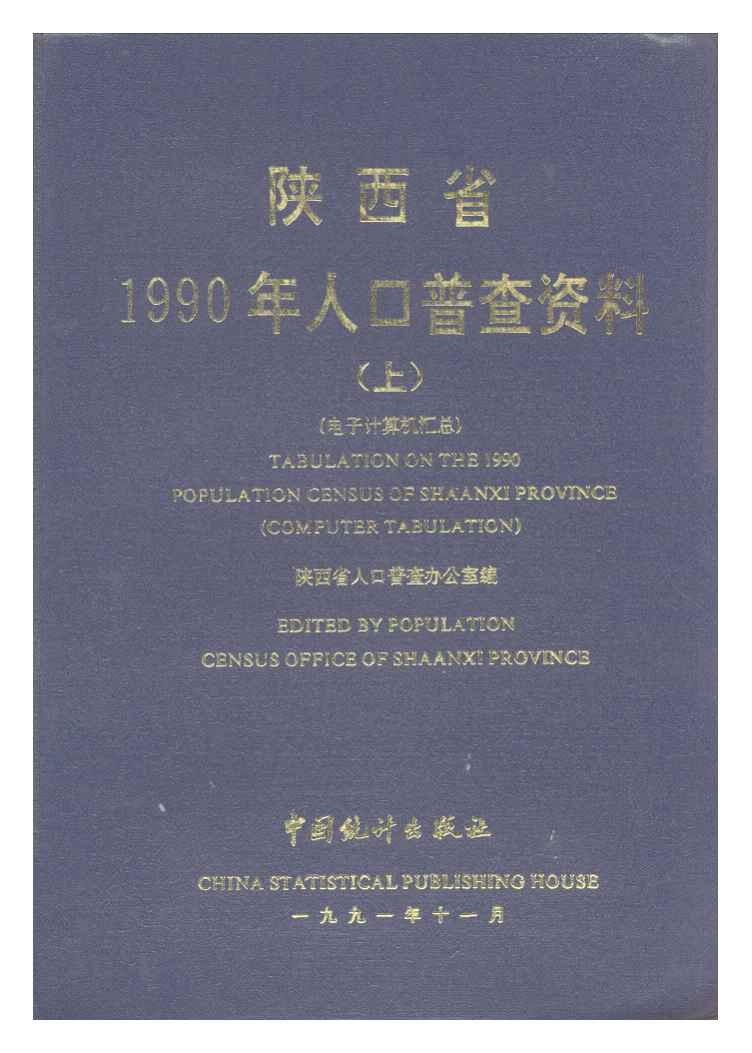 陕西省
1990年人口普查资料
（上）
(电子计算机汇总)
TABULATION ON THE 1990
POPULATION CENSUS OF SHA'ANXI PROVINCE
(COMPUTER TABULATION)
陕西省人口普查办公室编
EDITED BY POPULATION
CENSUS OFFICE OF SHAANXI PROVINCE
中国统计出版社
CHINA STATISTICAL PUBLISHING HOUSE
一九九一年十一月